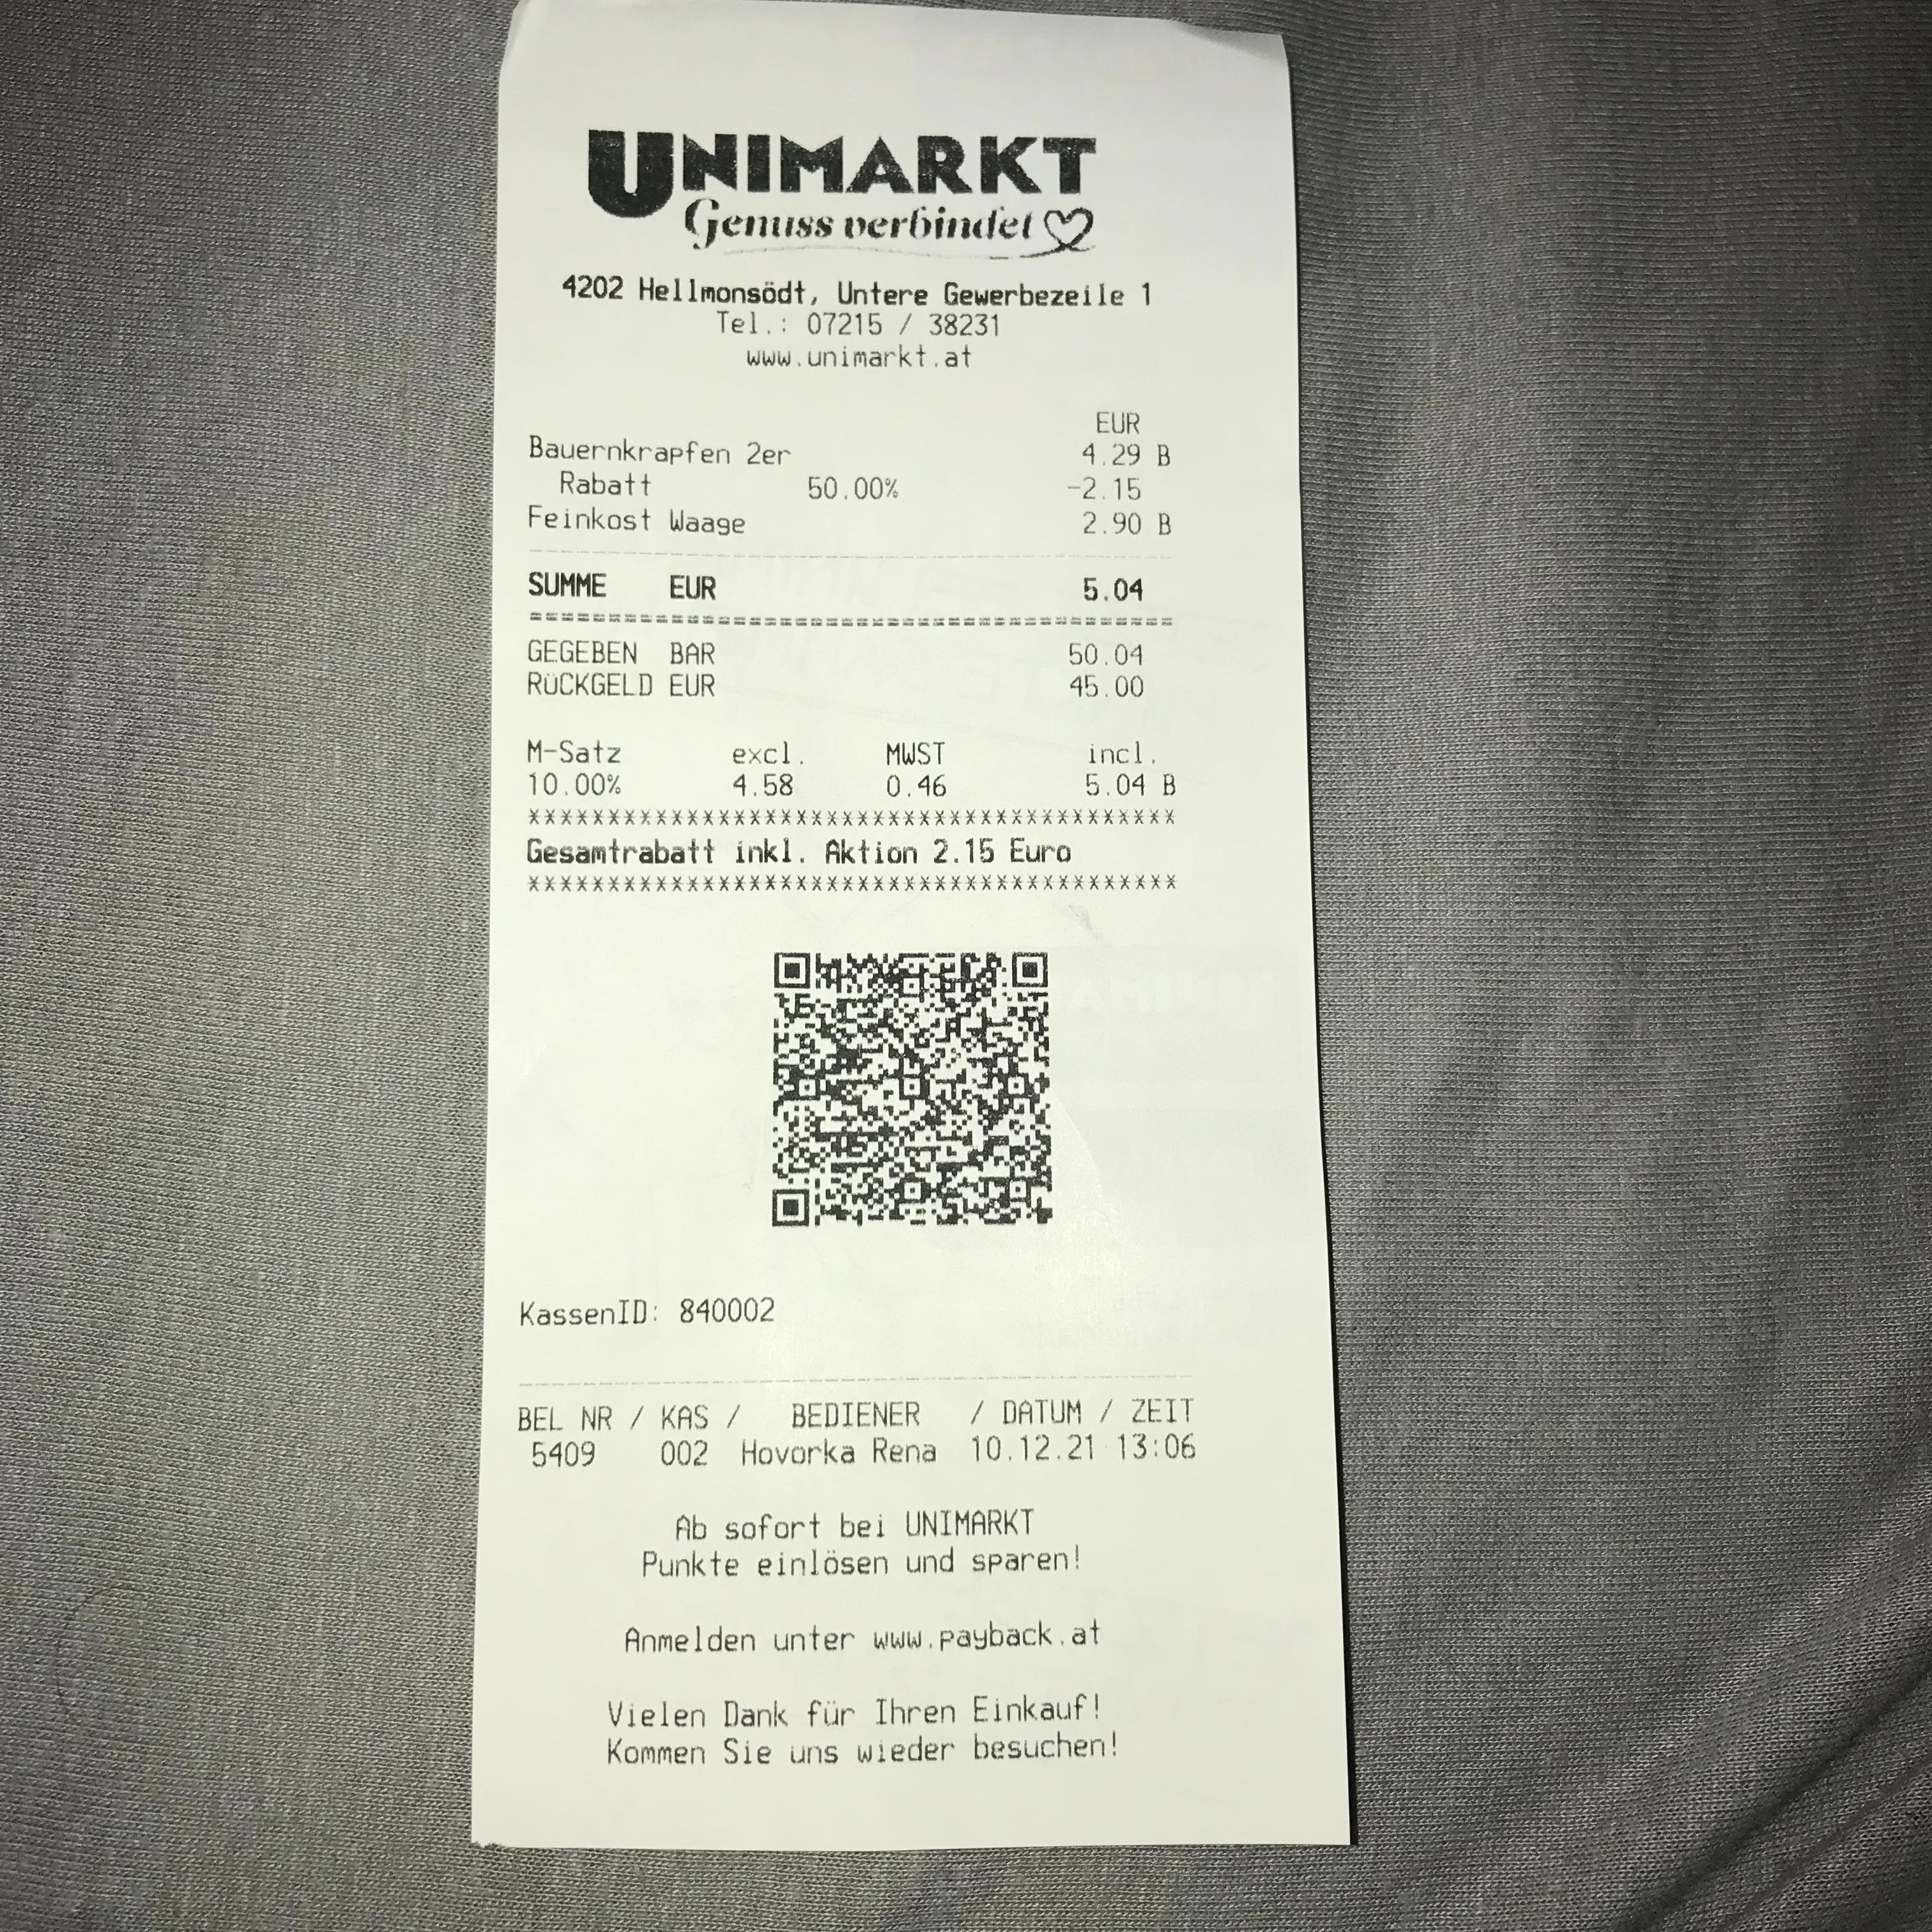 UNIMARKT
Genuss verbindet
4202 Hellmonsödt, Untere Gewerbezeile 1
Tel.: 07215 / 38231
www.unimarkt.at
EUR
Bauernkrapfen 2er 4.29 B
Rabatt 50.00% -2.15
Feinkost Waage 2.90 B
SUMME EUR 5.04
=========================================
GEGEBEN BAR 50.04
RÜCKGELD EUR 45.00
M-Satz excl. MWST incl.
10.00% 4.58 0.46 5.04 B
*****************************************
Gesamtrabatt inkl. Aktion 2.15 Euro
*****************************************
KassenID: 840002
BEL NR / KAS / BEDIENER / DATUM / ZEIT
5409 002 Hovorka Rena 10.12.21 13:06
Ab sofort bei UNIMARKT
Punkte einlösen und sparen!
Anmelden unter www.payback.at
Vielen Dank für Ihren Einkauf!
Kommen Sie uns wieder besuchen!